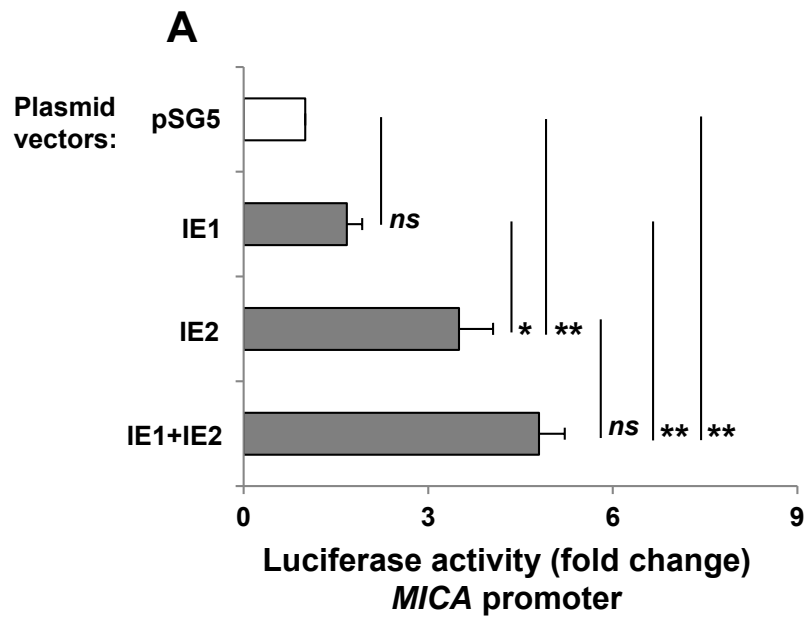 A
Plasmid
vectors:
pSG5
IE1
ns
IE2
* **
IE1+IE2
ns ** **
0 3 6 9
Luciferase activity (fold change)
MICA promoter